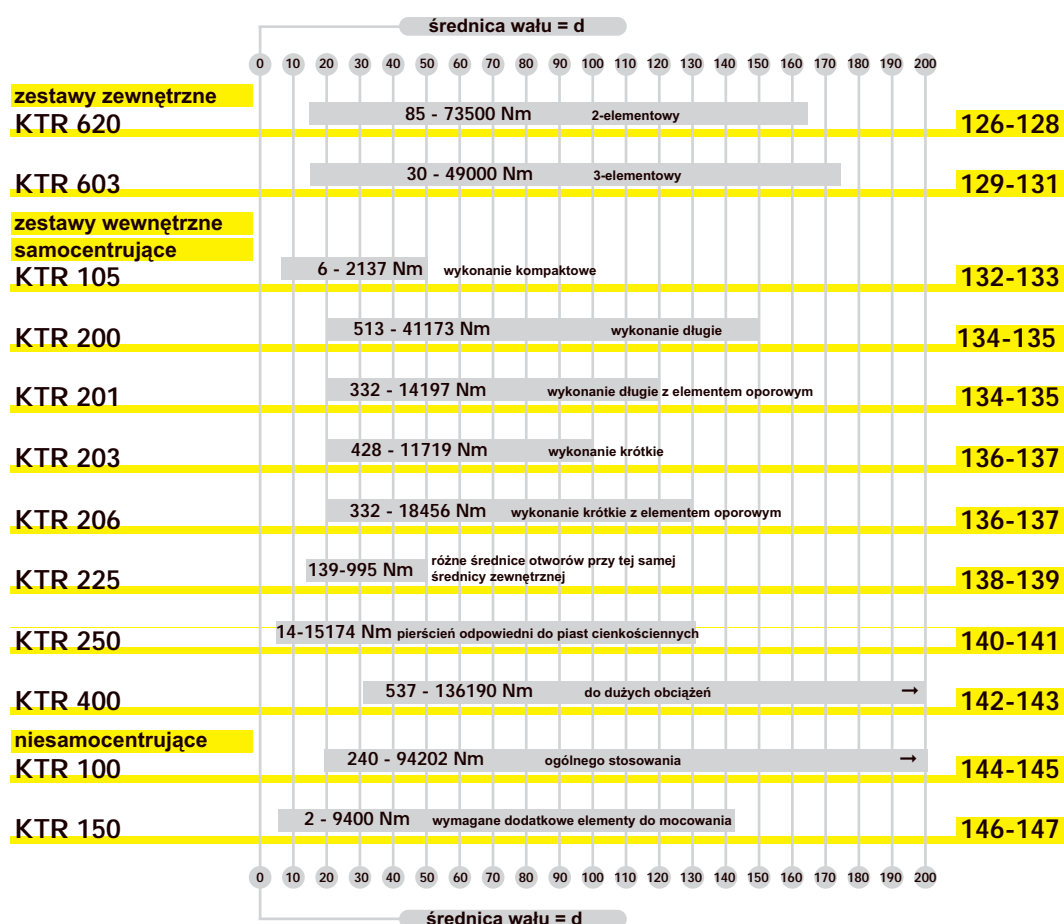 średnica wału = d
0 10 20 30 40 50 60 70 80 90 100 110 120 130 140 150 160 170 180 190 200
zestawy zewnętrzne
KTR 620 85 - 73500 Nm 2-elementowy 126-128
KTR 603 30 - 49000 Nm 3-elementowy 129-131
zestawy wewnętrzne
samocentrujące
KTR 105 6 - 2137 Nm wykonanie kompaktowe 132-133
KTR 200 513 - 41173 Nm wykonanie długie 134-135
KTR 201 332 - 14197 Nm wykonanie długie z elementem oporowym 134-135
KTR 203 428 - 11719 Nm wykonanie krótkie 136-137
KTR 206 332 - 18456 Nm wykonanie krótkie z elementem oporowym 136-137
różne średnice otworów przy tej samej
KTR 225 139-995 Nm średnicy zewnętrznej 138-139
KTR 250 14-15174 Nm pierścień odpowiedni do piast cienkościennych 140-141
KTR 400 537 - 136190 Nm do dużych obciążeń → 142-143
niesamocentrujące
KTR 100 240 - 94202 Nm ogólnego stosowania → 144-145
KTR 150 2 - 9400 Nm wymagane dodatkowe elementy do mocowania 146-147
0 10 20 30 40 50 60 70 80 90 100 110 120 130 140 150 160 170 180 190 200
średnica wału = d